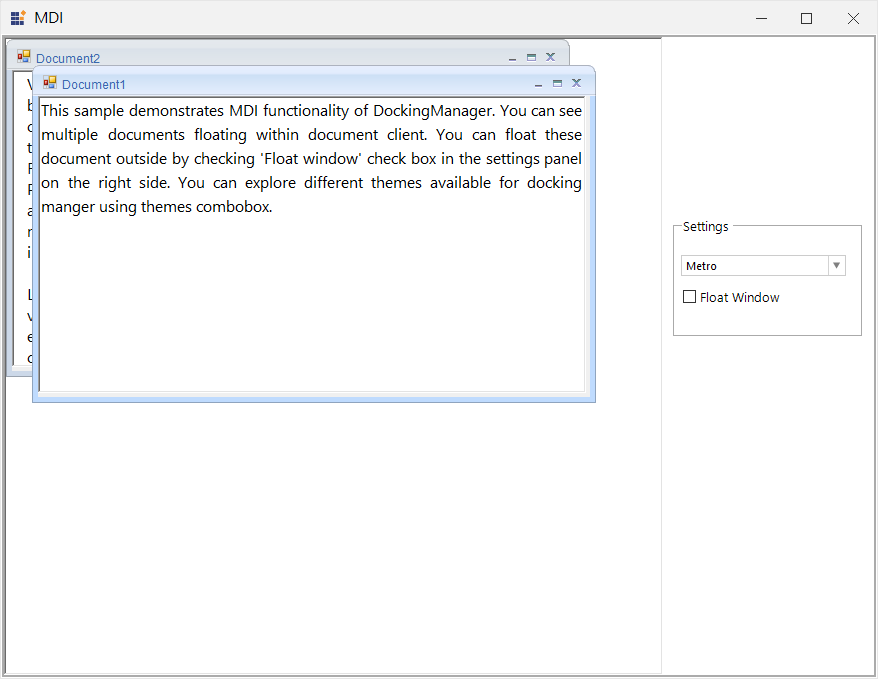 MDI
Document2
Document1
This sample demonstrates MDI functionality of DockingManager. You can see
multiple documents floating within document client. You can float these
document outside by checking 'Float window' check box in the settings panel
on the right side. You can explore different themes available for docking
manger using themes combobox.
Settings
Metro
Float Window